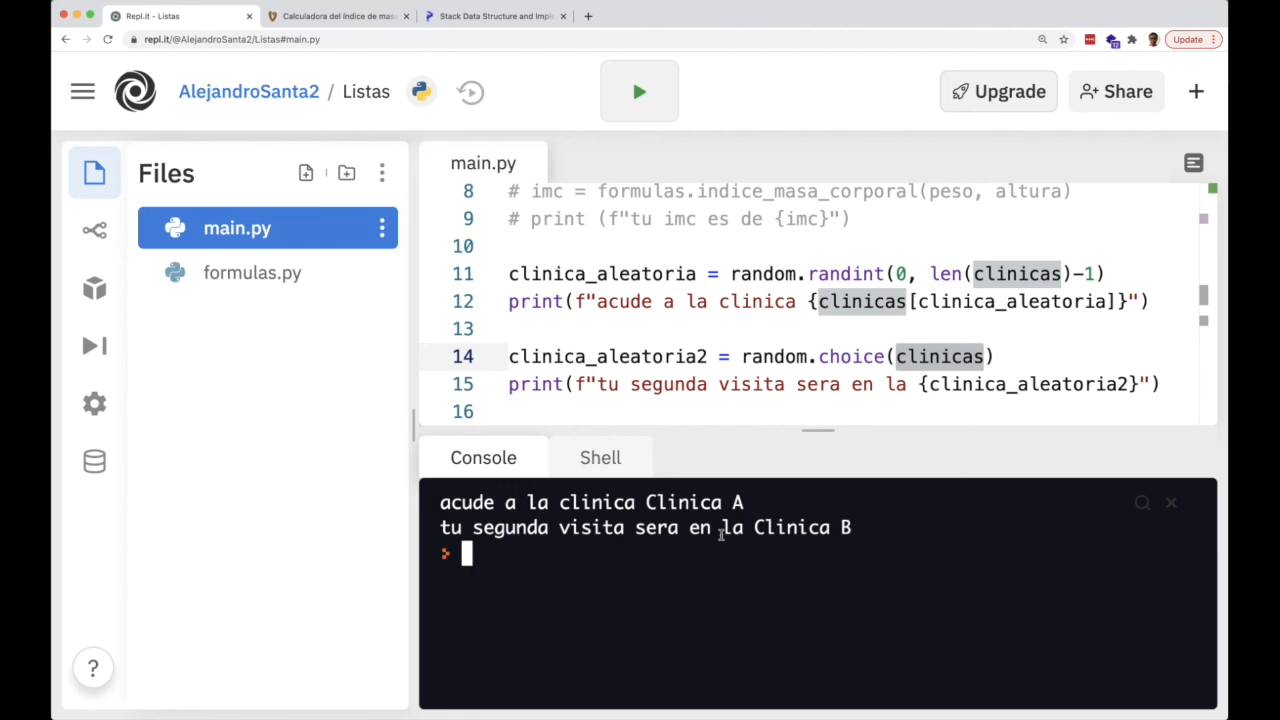 Repl.it - Listas
Calculadora del índice de mas
Stack Data Structure and Imple
repl.it/@AlejandroSanta2/Listas#main.py
12
Update
AlejandroSanta2 / Listas
Upgrade
Share
Files
main.py
formulas.py
main.py
8 # imc = formulas.indice_masa_corporal(peso, altura)
9 # print (f"tu imc es de {imc}")
10
11 clinica_aleatoria = random.randint(0, len(clinicas)-1)
12 print(f"acude a la clinica {clinicas[clinica_aleatoria]}")
13
14 clinica_aleatoria2 = random.choice(clinicas)
15 print(f"tu segunda visita sera en la {clinica_aleatoria2}")
16
Console
Shell
acude a la clinica Clinica A
tu segunda visita sera en la Clinica B
>
?